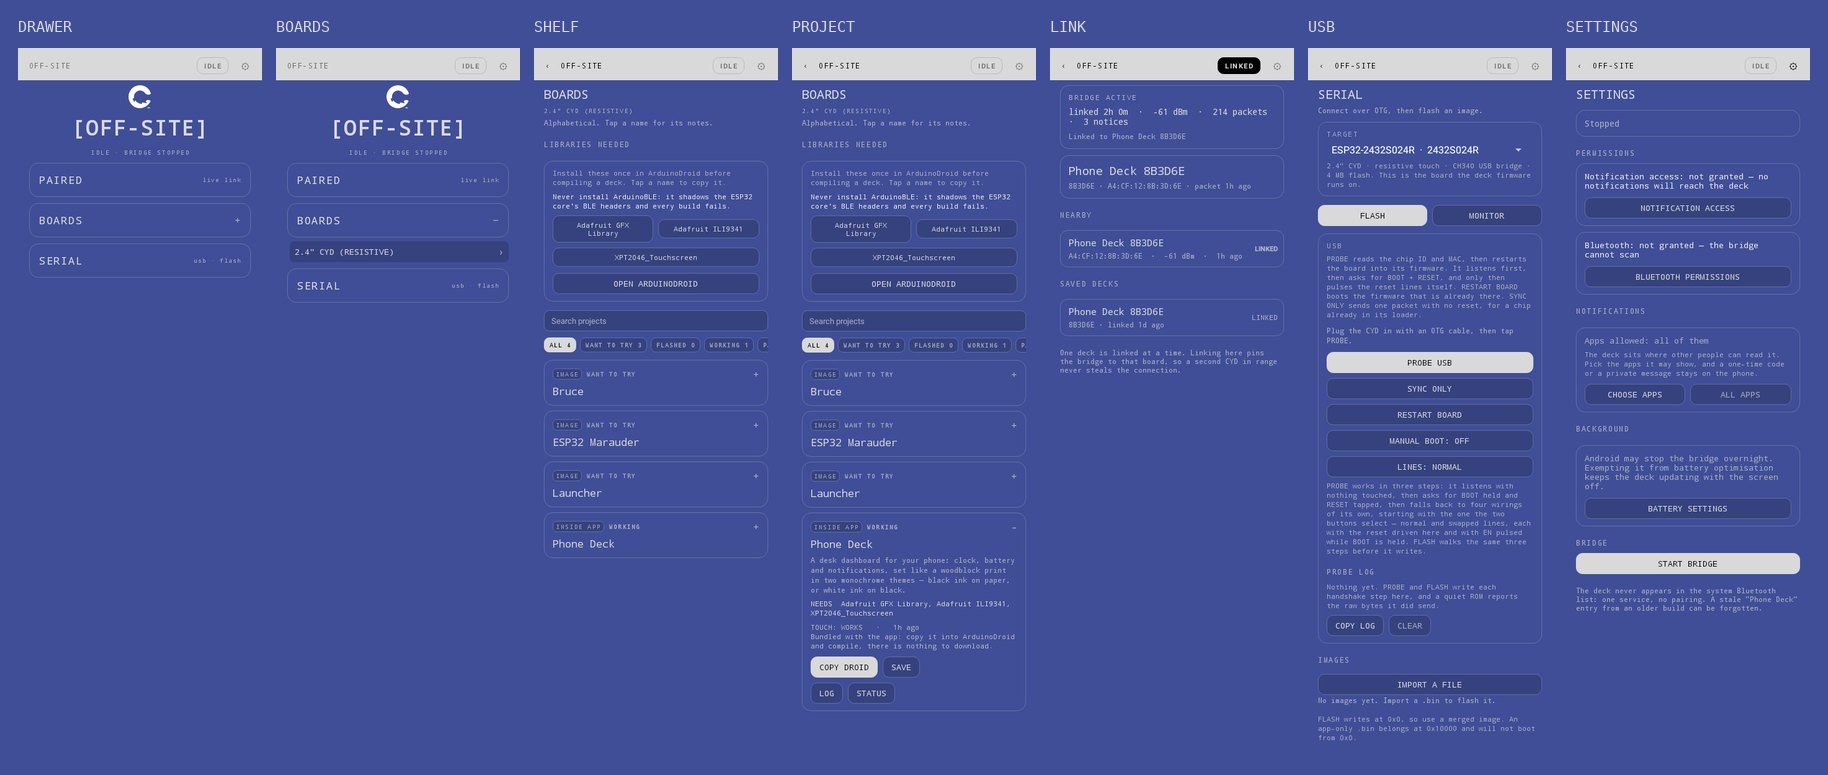 DRAWER
OFF-SITE
IDLE
[OFF-SITE]
IDLE · BRIDGE STOPPED
PAIRED
live link
BOARDS
+
SERIAL
usb · flash
BOARDS
OFF-SITE
IDLE
[OFF-SITE]
IDLE · BRIDGE STOPPED
PAIRED
live link
BOARDS
–
2.4" CYD (RESISTIVE)
›
SERIAL
usb · flash
SHELF
‹ OFF-SITE
IDLE
BOARDS
2.4" CYD (RESISTIVE)
Alphabetical. Tap a name for its notes.
LIBRARIES NEEDED
Install these once in ArduinoDroid before
compiling a deck. Tap a name to copy it.
Never install ArduinoBLE: it shadows the ESP32
core's BLE headers and every build fails.
Adafruit GFX
Library
Adafruit ILI9341
XPT2046_Touchscreen
OPEN ARDUINODROID
Search projects
ALL 4
WANT TO TRY 3
FLASHED 0
WORKING 1
IMAGE WANT TO TRY +
Bruce
IMAGE WANT TO TRY +
ESP32 Marauder
IMAGE WANT TO TRY +
Launcher
INSIDE APP WORKING +
Phone Deck
PROJECT
‹ OFF-SITE
IDLE
BOARDS
2.4" CYD (RESISTIVE)
Alphabetical. Tap a name for its notes.
LIBRARIES NEEDED
Install these once in ArduinoDroid before
compiling a deck. Tap a name to copy it.
Never install ArduinoBLE: it shadows the ESP32
core's BLE headers and every build fails.
Adafruit GFX
Library
Adafruit ILI9341
XPT2046_Touchscreen
OPEN ARDUINODROID
Search projects
ALL 4
WANT TO TRY 3
FLASHED 0
WORKING 1
IMAGE WANT TO TRY +
Bruce
IMAGE WANT TO TRY +
ESP32 Marauder
IMAGE WANT TO TRY +
Launcher
INSIDE APP WORKING –
Phone Deck
A desk dashboard for your phone: clock, battery
and notifications, set like a woodblock print
in two monochrome themes — black ink on paper,
or white ink on black.
NEEDS Adafruit GFX Library, Adafruit ILI9341,
XPT2046_Touchscreen
TOUCH: WORKS · 1h ago
Bundled with the app: copy it into ArduinoDroid
and compile, there is nothing to download.
COPY DROID
SAVE
LOG
STATUS
LINK
‹ OFF-SITE
LINKED
BRIDGE ACTIVE
linked 2h 0m · -61 dBm · 214 packets
· 3 notices
Linked to Phone Deck 8B3D6E
Phone Deck 8B3D6E
8B3D6E · A4:CF:12:8B:3D:6E · packet 1h ago
NEARBY
Phone Deck 8B3D6E
A4:CF:12:8B:3D:6E · -61 dBm · 1h ago
LINKED
SAVED DECKS
Phone Deck 8B3D6E
8B3D6E · linked 1d ago
LINKED
One deck is linked at a time. Linking here pins
the bridge to that board, so a second CYD in range
never steals the connection.
USB
‹ OFF-SITE
IDLE
SERIAL
Connect over OTG, then flash an image.
TARGET
ESP32-2432S024R · 2432S024R
2.4" CYD · resistive touch · CH340 USB bridge ·
4 MB flash. This is the board the deck firmware
runs on.
FLASH
MONITOR
USB
PROBE reads the chip ID and MAC, then restarts
the board into its firmware. It listens first,
then asks for BOOT + RESET, and only then
pulses the reset lines itself. RESTART BOARD
boots the firmware that is already there. SYNC
ONLY sends one packet with no reset, for a chip
already in its loader.
Plug the CYD in with an OTG cable, then tap
PROBE.
PROBE USB
SYNC ONLY
RESTART BOARD
MANUAL BOOT: OFF
LINES: NORMAL
PROBE works in three steps: it listens with
nothing touched, then asks for BOOT held and
RESET tapped, then falls back to four wirings
of its own, starting with the one the two
buttons select — normal and swapped lines, each
with the reset driven here and with EN pulsed
while BOOT is held. FLASH walks the same three
steps before it writes.
PROBE LOG
Nothing yet. PROBE and FLASH write each
handshake step here, and a quiet ROM reports
the raw bytes it did send.
COPY LOG
CLEAR
IMAGES
IMPORT A FILE
No images yet. Import a .bin to flash it.
FLASH writes at 0x0, so use a merged image. An
app-only .bin belongs at 0x10000 and will not boot
from 0x0.
SETTINGS
‹ OFF-SITE
IDLE
SETTINGS
Stopped
PERMISSIONS
Notification access: not granted — no
notifications will reach the deck
NOTIFICATION ACCESS
Bluetooth: not granted — the bridge
cannot scan
BLUETOOTH PERMISSIONS
NOTIFICATIONS
Apps allowed: all of them
The deck sits where other people can read it.
Pick the apps it may show, and a one-time code
or a private message stays on the phone.
CHOOSE APPS
ALL APPS
BACKGROUND
Android may stop the bridge overnight.
Exempting it from battery optimisation
keeps the deck updating with the screen
off.
BATTERY SETTINGS
BRIDGE
START BRIDGE
The deck never appears in the system Bluetooth
list: one service, no pairing. A stale "Phone Deck"
entry from an older build can be forgotten.